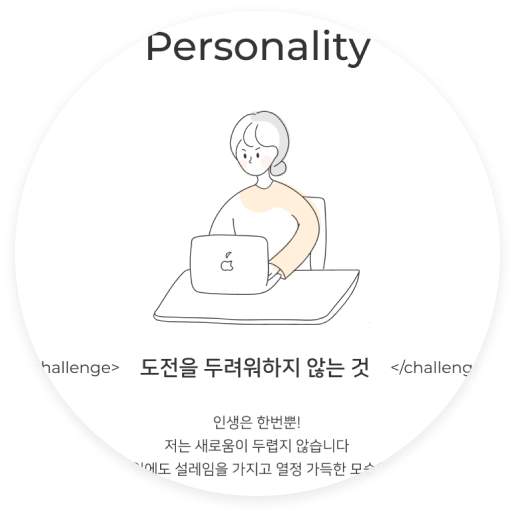 Personality
hallenge> 도전을 두려워하지 않는 것 </challeng
인생은 한번뿐!
저는 새로움이 두렵지 않습니다
에도 설레임을 가지고 열정 가득한 모습